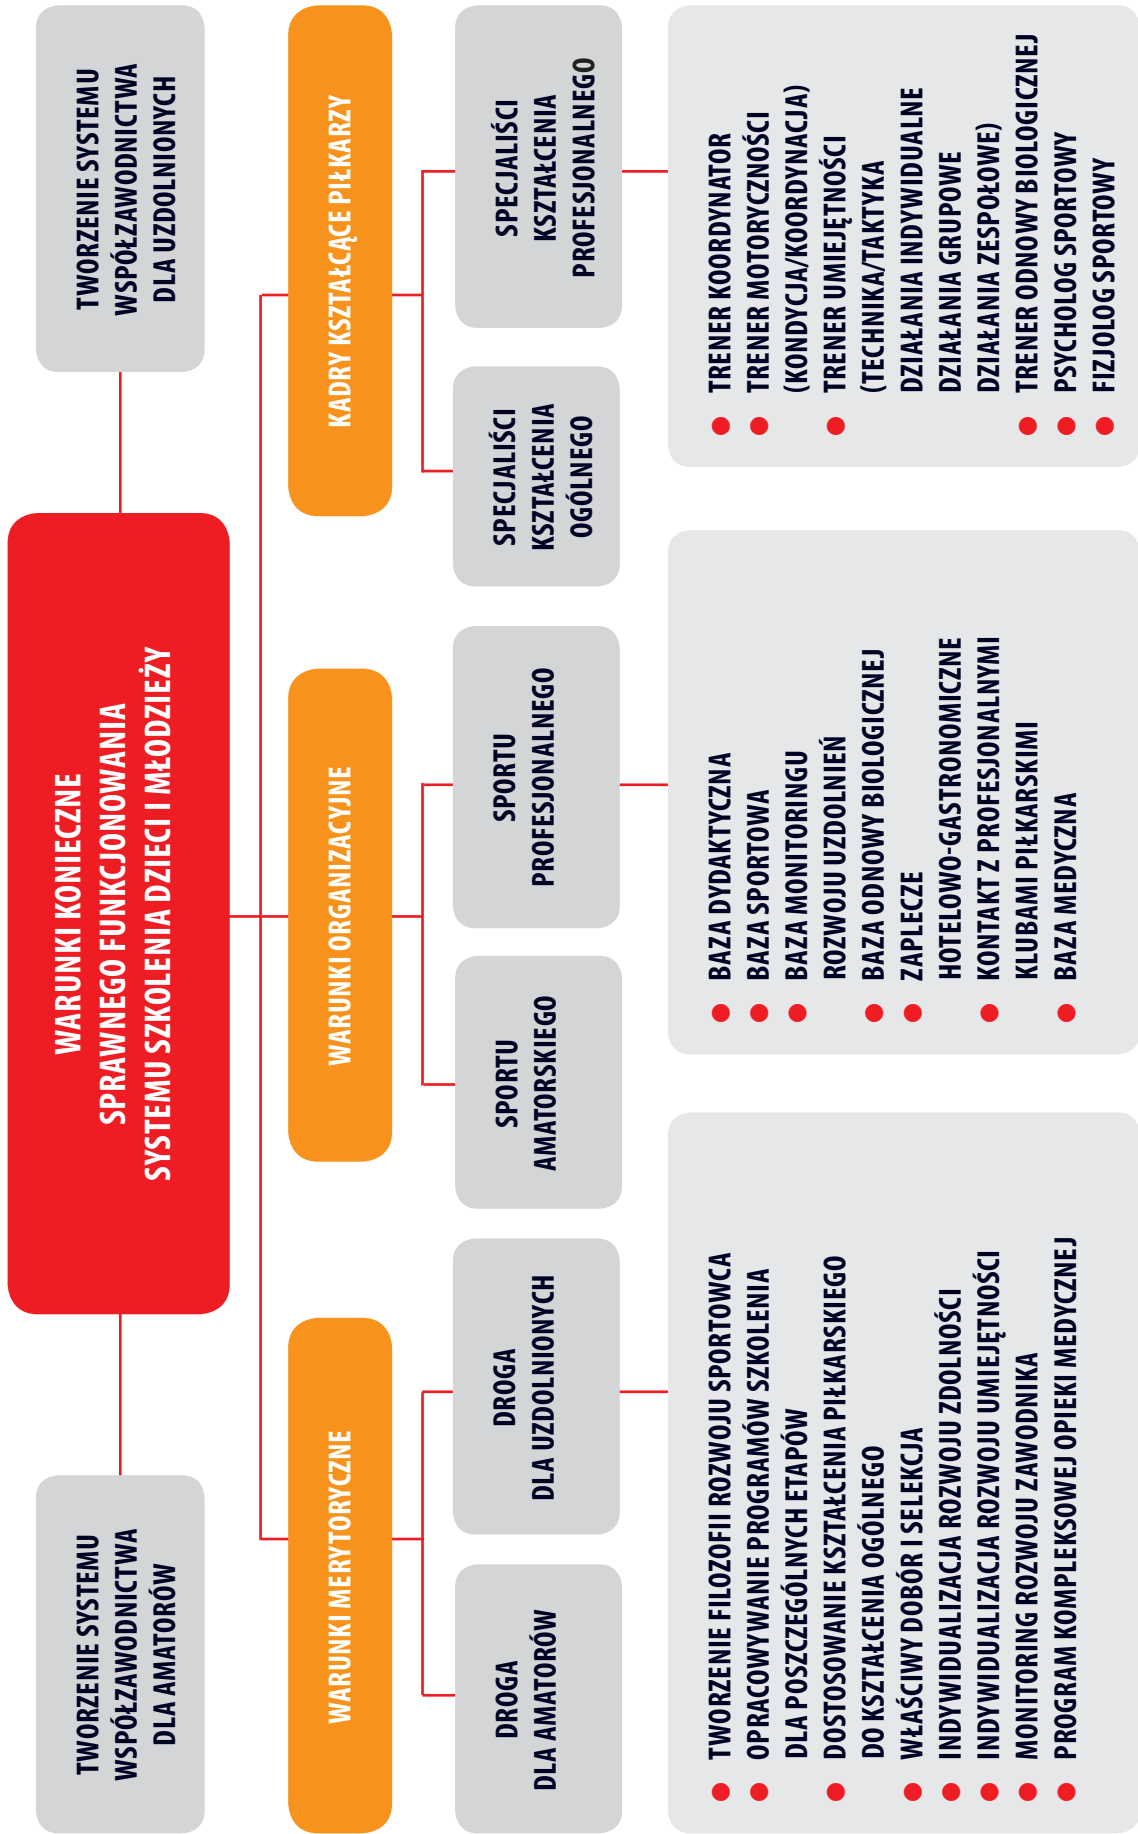 WARUNKI KONIECZNE
SPRAWNEGO FUNKCJONOWANIA
SYSTEMU SZKOLENIA DZIECI I MŁODZIEŻY
TWORZENIE SYSTEMU
WSPÓŁZAWODNICTWA
DLA AMATORÓW
TWORZENIE SYSTEMU
WSPÓŁZAWODNICTWA
DLA UZDOLNIONYCH
WARUNKI MERYTORYCZNE
WARUNKI ORGANIZACYJNE
KADRY KSZTAŁCĄCE PIŁKARZY
DROGA
DLA AMATORÓW
DROGA
DLA UZDOLNIONYCH
SPORTU
AMATORSKIEGO
SPORTU
PROFESJONALNEGO
SPECJALIŚCI
KSZTAŁCENIA
OGÓLNEGO
SPECJALIŚCI
KSZTAŁCENIA
PROFESJONALNEGO
● TWORZENIE FILOZOFII ROZWOJU SPORTOWCA
● OPRACOWYWANIE PROGRAMÓW SZKOLENIA
DLA POSZCZEGÓLNYCH ETAPÓW
● DOSTOSOWANIE KSZTAŁCENIA PIŁKARSKIEGO
DO KSZTAŁCENIA OGÓLNEGO
● WŁAŚCIWY DOBÓR I SELEKCJA
● INDYWIDUALIZACJA ROZWOJU ZDOLNOŚCI
● INDYWIDUALIZACJA ROZWOJU UMIEJĘTNOŚCI
● MONITORING ROZWOJU ZAWODNIKA
● PROGRAM KOMPLEKSOWEJ OPIEKI MEDYCZNEJ
● BAZA DYDAKTYCZNA
● BAZA SPORTOWA
● BAZA MONITORINGU
ROZWOJU UZDOLNIEŃ
● BAZA ODNOWY BIOLOGICZNEJ
● ZAPLECZE
HOTELOWO-GASTRONOMICZNE
● KONTAKT Z PROFESJONALNYMI
KLUBAMI PIŁKARSKIMI
● BAZA MEDYCZNA
● TRENER KOORDYNATOR
● TRENER MOTORYCZNOŚCI
(KONDYCJA/KOORDYNACJA)
● TRENER UMIEJĘTNOŚCI
(TECHNIKA/TAKTYKA
DZIAŁANIA INDYWIDUALNE
DZIAŁANIA GRUPOWE
DZIAŁANIA ZESPOŁOWE)
● TRENER ODNOWY BIOLOGICZNEJ
● PSYCHOLOG SPORTOWY
● FIZJOLOG SPORTOWY